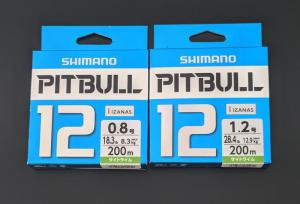 SHIMANO
PITBULL
12
IZANAS
0.8号
18.3lb 8.3kg
200m
サイトライム
SHIMANO
PITBULL
12
IZANAS
1.2号
28.4lb 12.9kg
200m
サイトライム